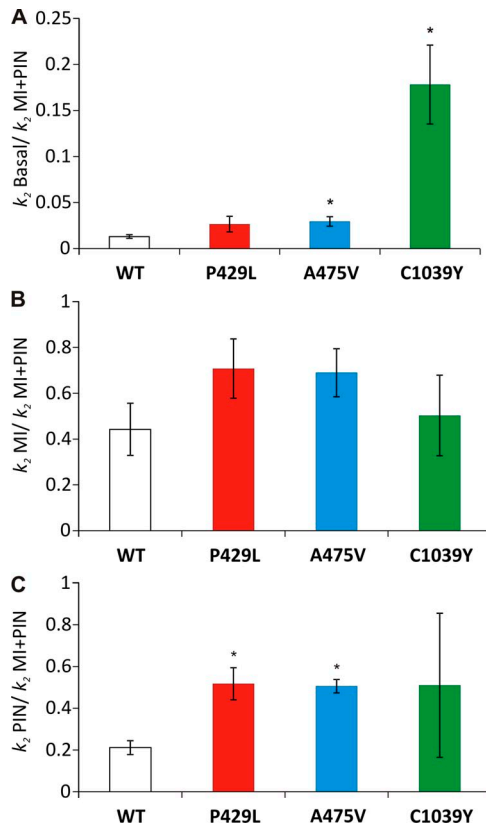 A
k2 Basal/ k2 MI+PIN
0.25
0.2
0.15
0.1
0.05
0
*
*
WT
P429L
A475V
C1039Y
B
k2 MI/ k2 MI+PIN
1
0.8
0.6
0.4
0.2
0
WT
P429L
A475V
C1039Y
C
k2 PIN/ k2 MI+PIN
1
0.8
0.6
0.4
0.2
0
*
*
WT
P429L
A475V
C1039Y